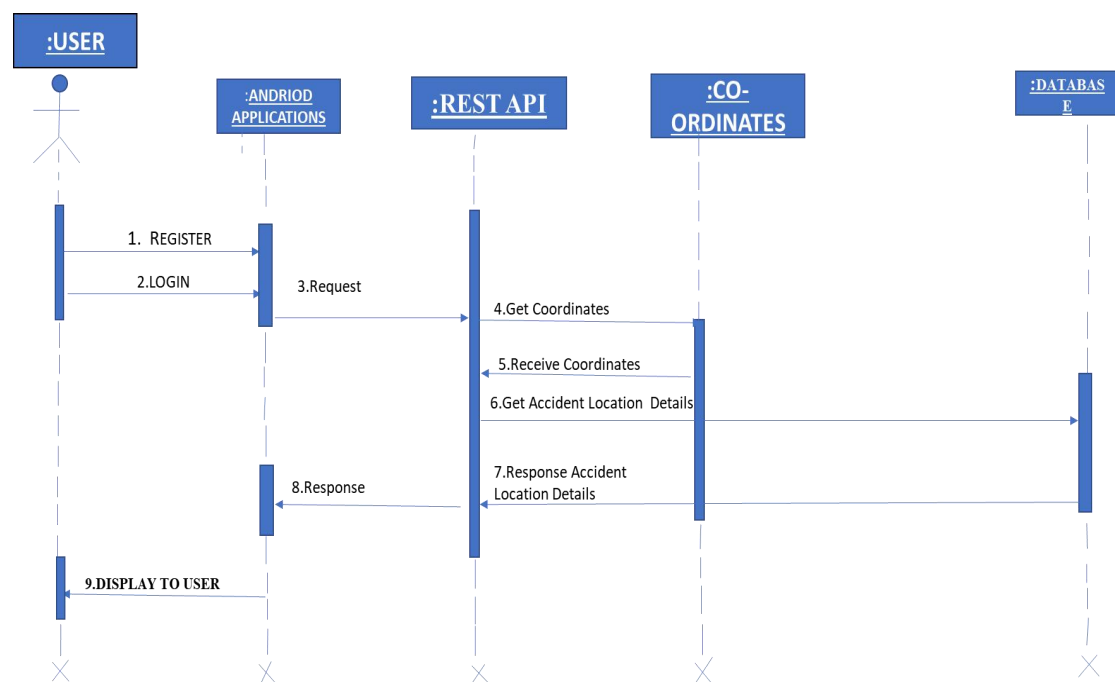 :USER
:ANDRIOD
APPLICATIONS
:REST API
:CO-
ORDINATES
:DATABAS
E
1. REGISTER
2.LOGIN
3.Request
4.Get Coordinates
5.Receive Coordinates
6.Get Accident Location Details
7.Response Accident
Location Details
8.Response
9.DISPLAY TO USER